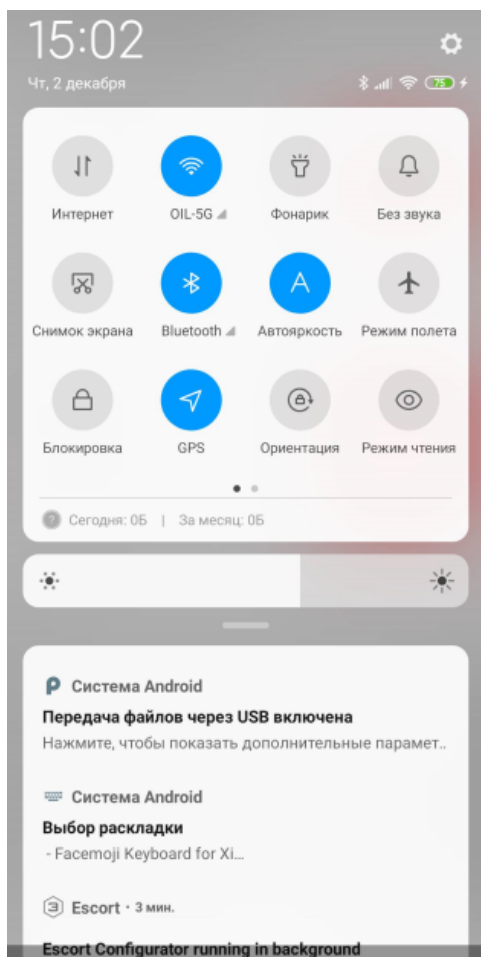 15:02
Чт, 2 декабря
75
Интернет
OIL-5G
Фонарик
Без звука
Снимок экрана
Bluetooth
Автояркость
Режим полета
Блокировка
GPS
Ориентация
Режим чтения
Сегодня: 0Б | За месяц: 0Б
Система Android
Передача файлов через USB включена
Нажмите, чтобы показать дополнительные парамет..
Система Android
Выбор раскладки
- Facemoji Keyboard for Xi...
Escort · 3 мин.
Escort Configurator running in background